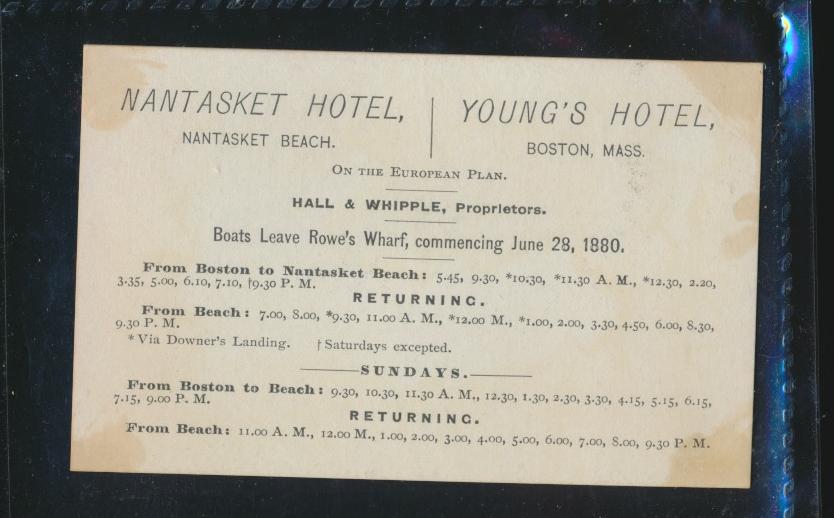 NANTASKET HOTEL,
NANTASKET BEACH.
YOUNG'S HOTEL,
BOSTON, MASS.
ON THE EUROPEAN PLAN.
HALL & WHIPPLE, Proprietors.
Boats Leave Rowe's Wharf, commencing June 28, 1880.
From Boston to Nantasket Beach: 5.45, 9.30, *10.30, *11.30 A. M., *12.30, 2.20,
3.35, 5.00, 6.10, 7.10, †9.30 P. M.
RETURNING.
From Beach: 7.00, 8.00, *9.30, 11.00 A. M., *12.00 M., *1.00, 2.00, 3.30, 4.50, 6.00, 8.30,
9.30 P. M.
* Via Downer's Landing. † Saturdays excepted.
SUNDAYS.
From Boston to Beach: 9.30, 10.30, 11.30 A. M., 12.30, 1.30, 2.30, 3.30, 4.15, 5.15, 6.15,
7.15, 9.00 P. M.
RETURNING.
From Beach: 11.00 A. M., 12.00 M., 1.00, 2.00, 3.00, 4.00, 5.00, 6.00, 7.00, 8.00, 9.30 P. M.